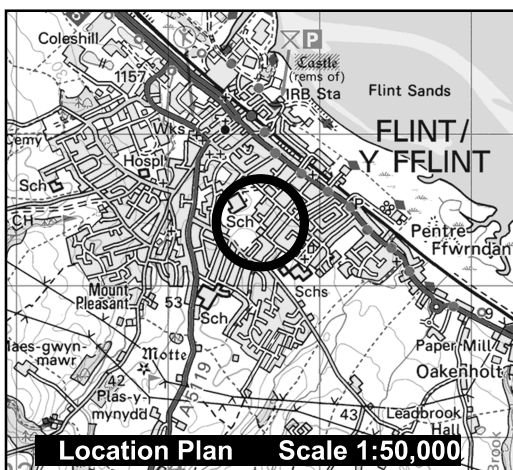 Coleshill
P
Castle
(rems of)
1157
IRB Sta
Flint Sands
FLINT/
Y FFLINT
Wks
Cemy
Hospl
Sch
Sch
P
CH
Pentre
Ffwrndan
Mount
Pleasant
53
Schs
Sch
Maes-gwyn-
mawr
Motte
Paper Mill
Oakenholt
42
Plas-y-
mynydd
A5119
43
Leadbrook
Hall
Brook
Location Plan Scale 1:50,000